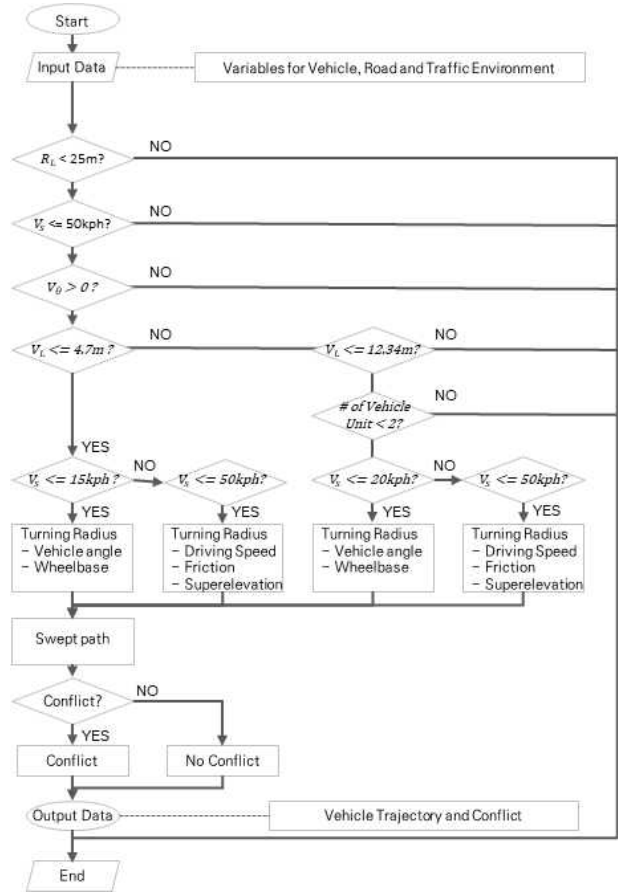 Start
Input Data
Variables for Vehicle, Road and Traffic Environment
NO
R_L < 25m?
NO
V_S <= 50kph?
NO
V_θ > 0 ?
NO
NO
V_L <= 4.7m ?
V_L <= 12.34m?
NO
# of Vehicle
Unit < 2?
YES
NO
NO
V_S <= 15kph ?
V_S <= 50kph?
V_S <= 20kph?
V_S <= 50kph?
YES
YES
YES
YES
Turning Radius
– Vehicle angle
– Wheelbase
Turning Radius
– Driving Speed
– Friction
– Superelevation
Turning Radius
– Vehicle angle
– Wheelbase
Turning Radius
– Driving Speed
– Friction
– Superelevation
Swept path
NO
Conflict?
YES
Conflict
No Conflict
Output Data
Vehicle Trajectory and Conflict
End